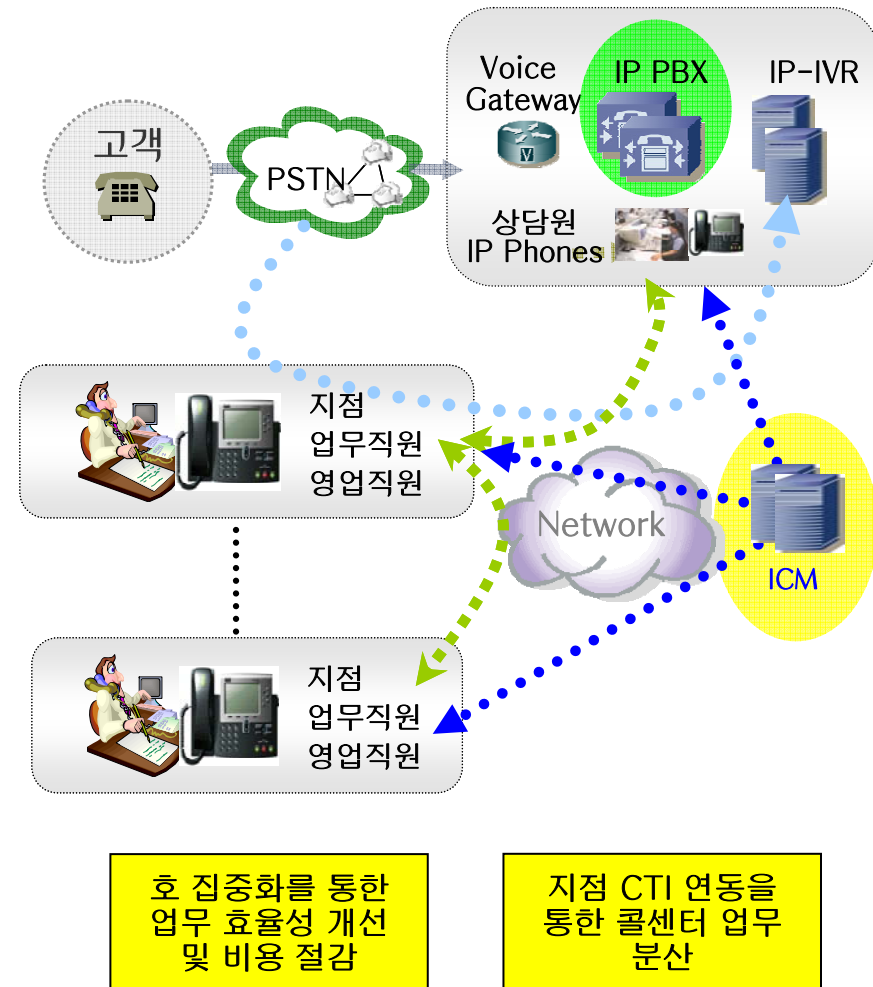 고객
PSTN
Voice
Gateway
V
IP PBX
IP-IVR
상담원
IP Phones
지점
업무직원
영업직원
Network
ICM
지점
업무직원
영업직원
호 집중화를 통한
업무 효율성 개선
및 비용 절감
지점 CTI 연동을
통한 콜센터 업무
분산